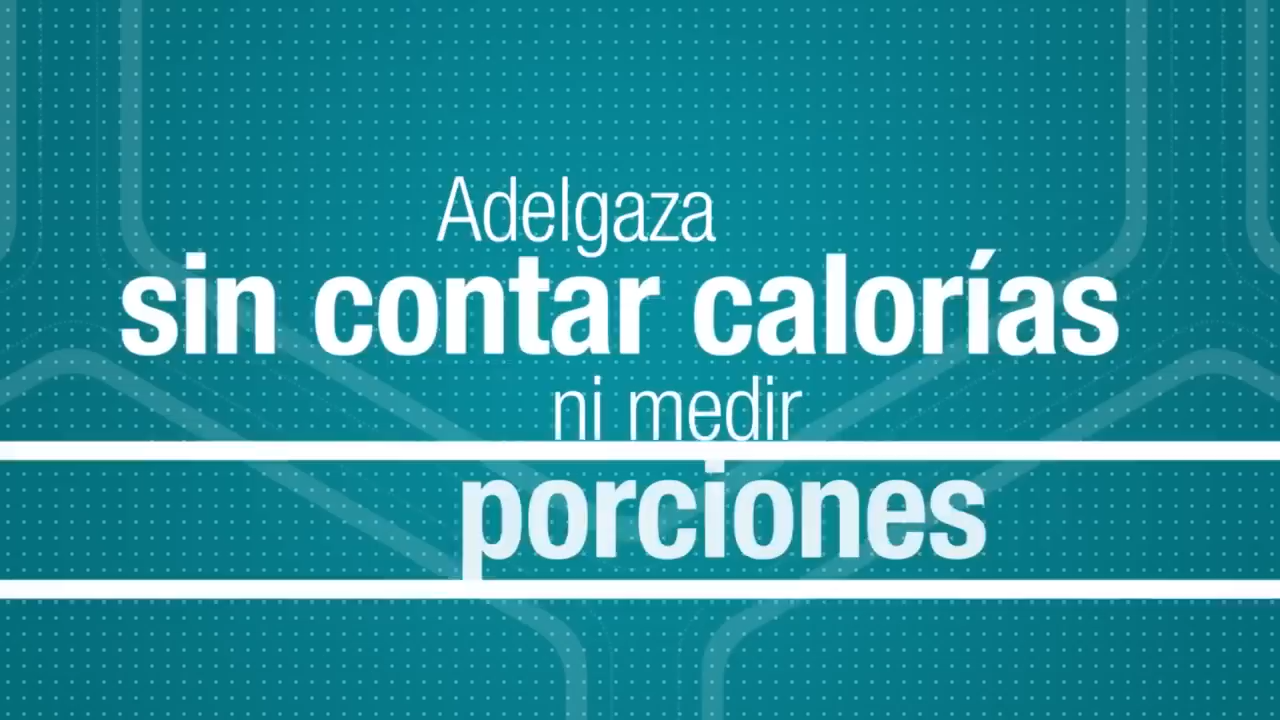 Adelgaza
sin contar calorías
ni medir
porciones